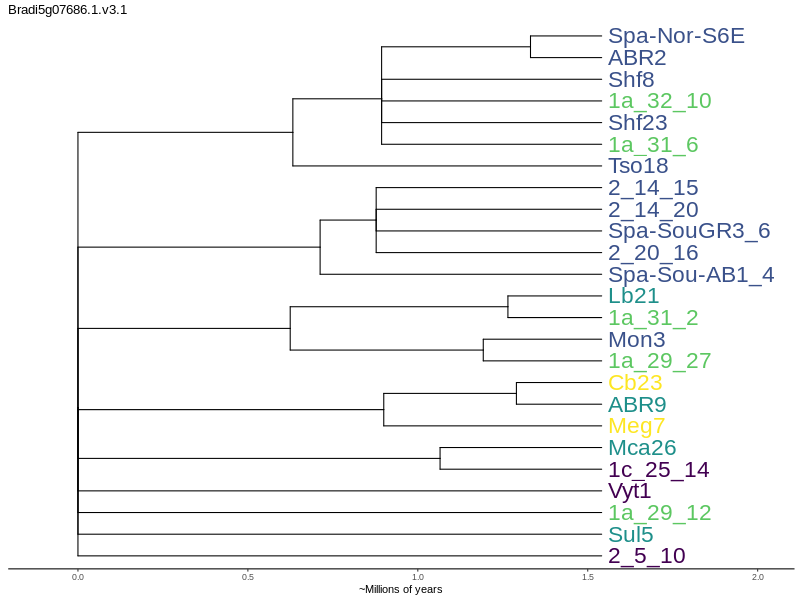 Bradi5g07686.1.v3.1
Spa-Nor-S6E
ABR2
Shf8
1a_32_10
Shf23
1a_31_6
Tso18
2_14_15
2_14_20
Spa-SouGR3_6
2_20_16
Spa-Sou-AB1_4
Lb21
1a_31_2
Mon3
1a_29_27
Cb23
ABR9
Meg7
Mca26
1c_25_14
Vyt1
1a_29_12
Sul5
2_5_10
0.0 0.5 1.0 1.5 2.0
~Millions of years